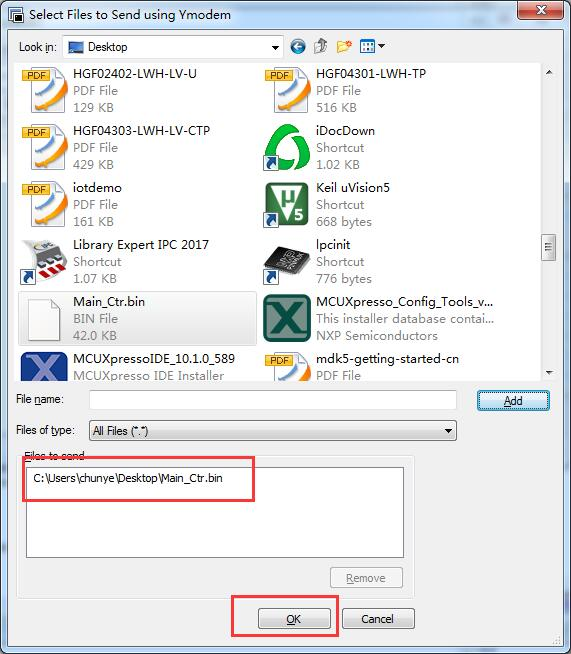 Select Files to Send using Ymodem
Look in:
Desktop
HGF02402-LWH-LV-U
PDF File
129 KB
HGF04301-LWH-TP
PDF File
516 KB
HGF04303-LWH-LV-CTP
PDF File
429 KB
iDocDown
Shortcut
1.02 KB
iotdemo
PDF File
161 KB
Keil uVision5
Shortcut
668 bytes
Library Expert IPC 2017
Shortcut
1.07 KB
lpcinit
Shortcut
776 bytes
Main_Ctr.bin
BIN File
42.0 KB
MCUXpresso_Config_Tools_v...
This installer database contai...
NXP Semiconductors
MCUXpressoIDE_10.1.0_589
MCUXpresso IDE Installer
mdk5-getting-started-cn
PDF File
File name:
Add
Files of type:
All Files (*.*)
Files to send
C:\Users\chunye\Desktop\Main_Ctr.bin
Remove
OK
Cancel